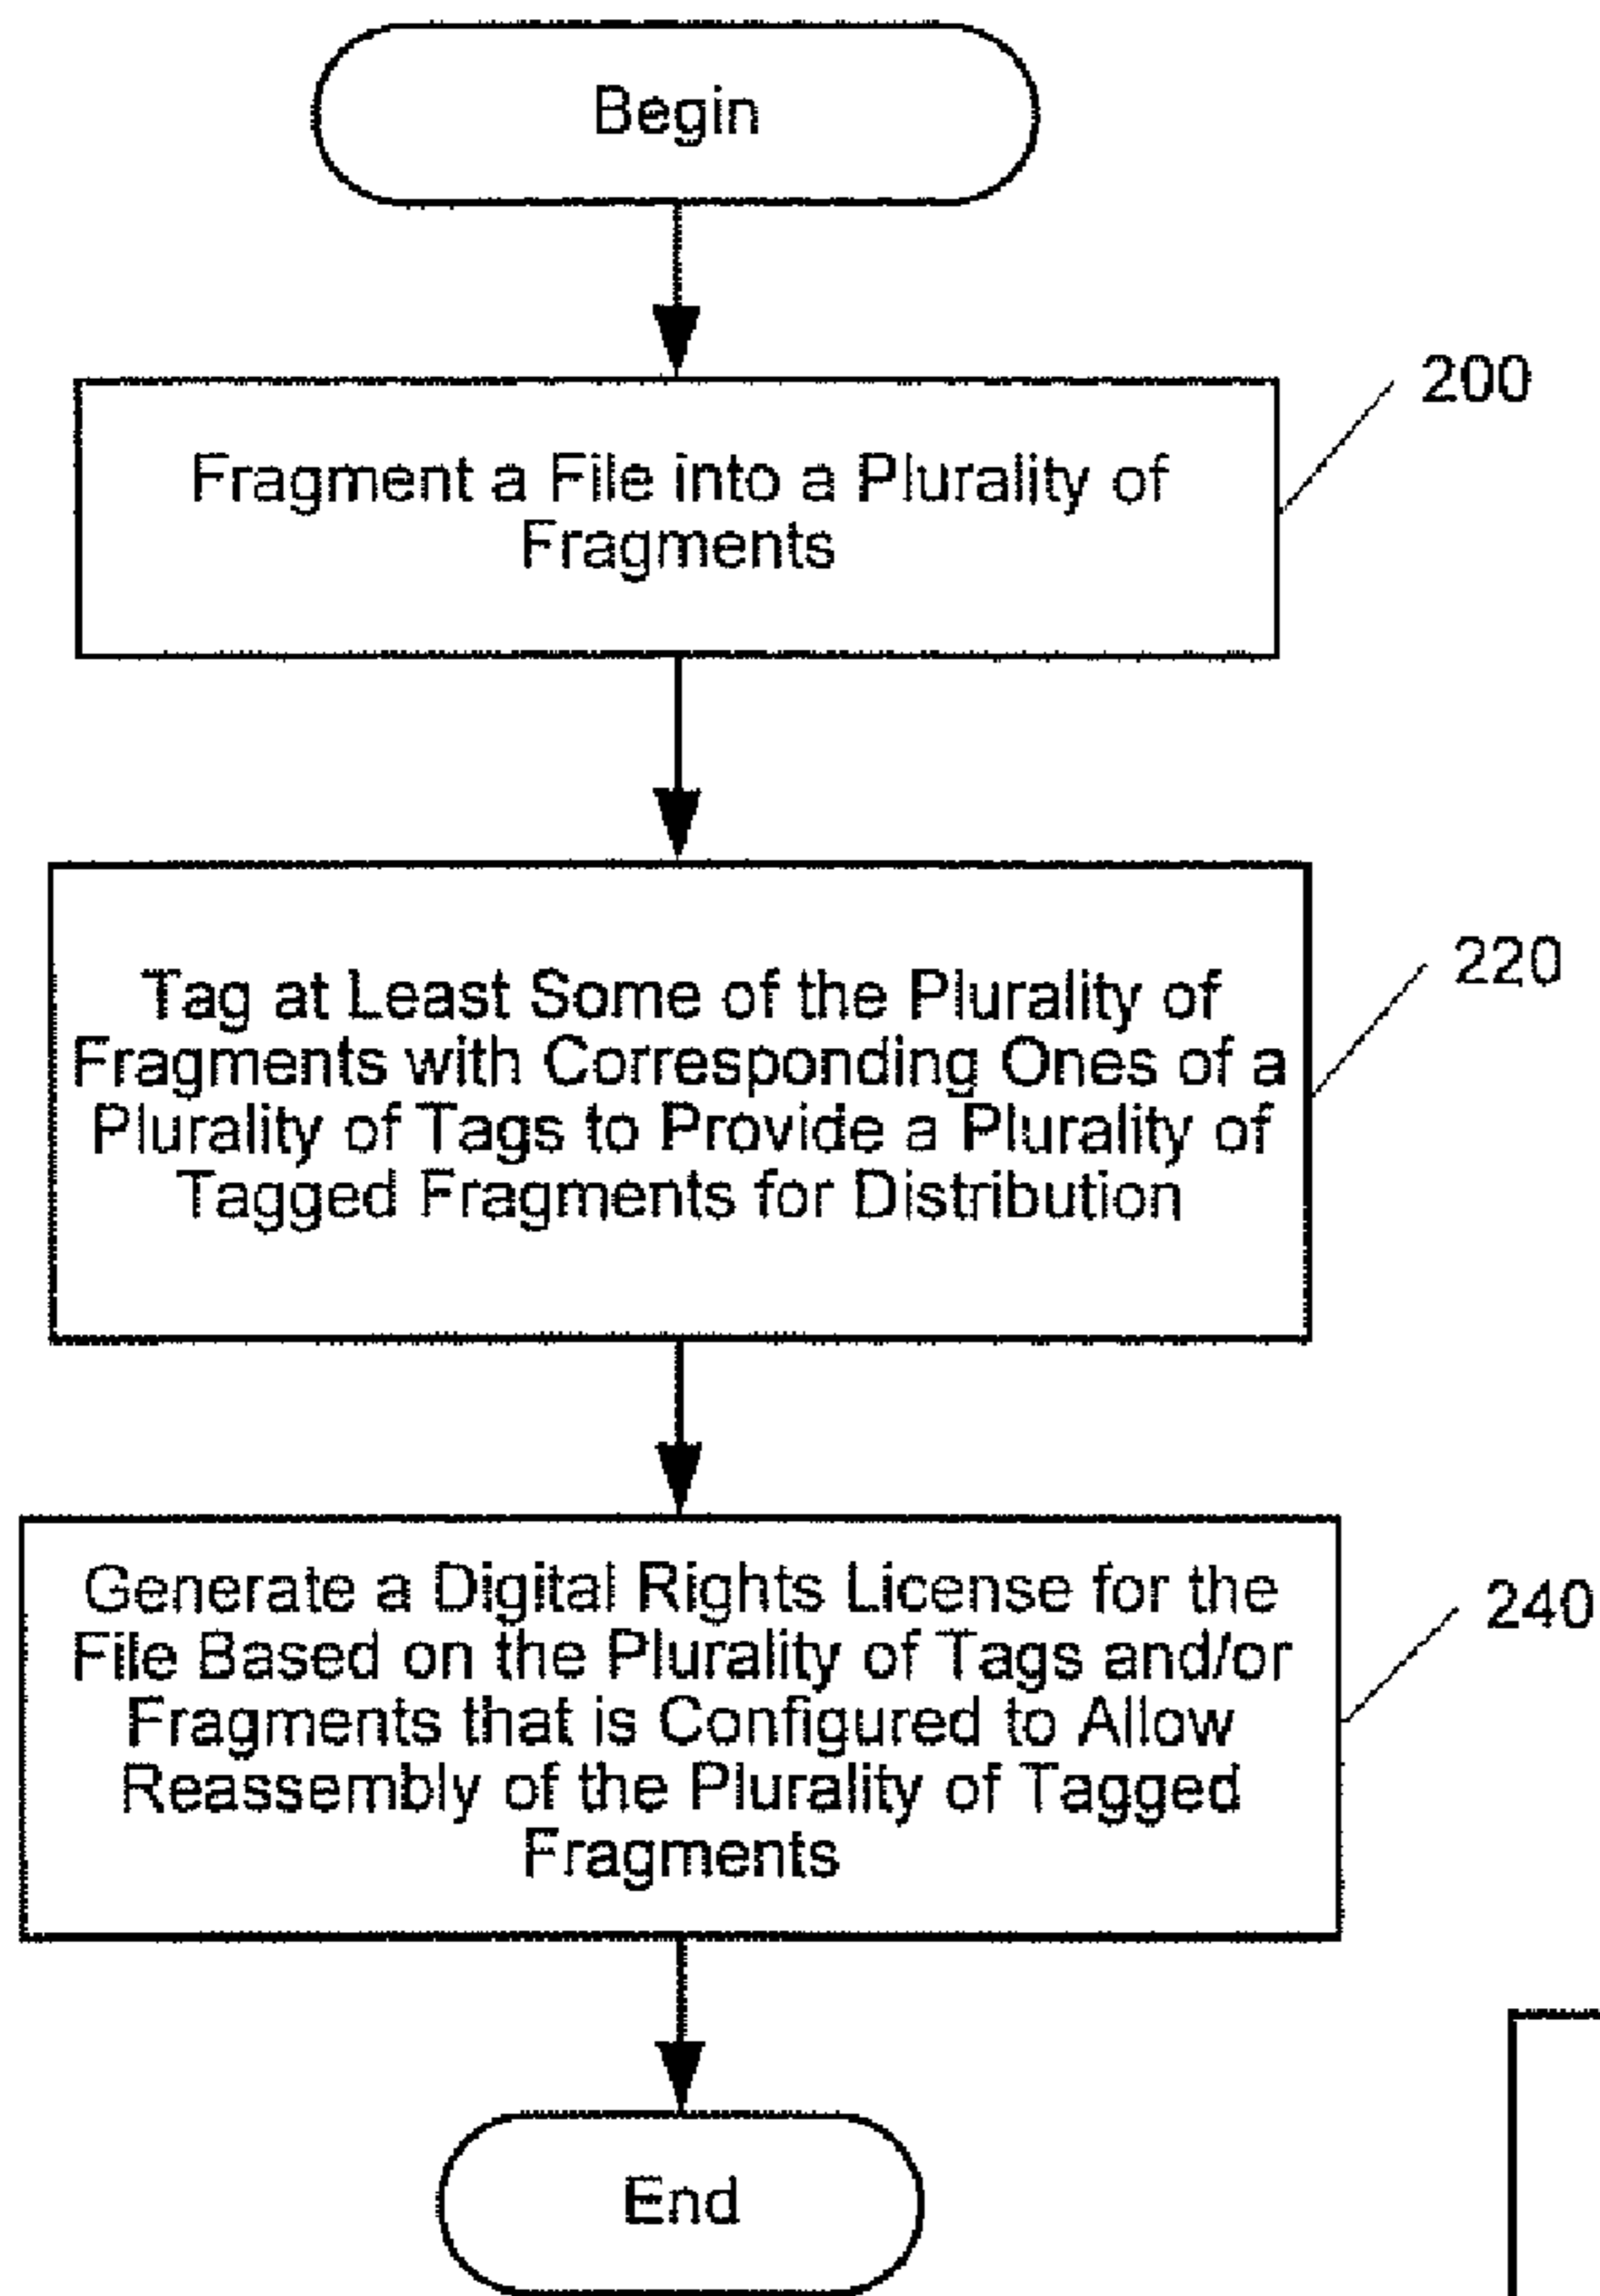 Begin
200
Fragment a File into a Plurality of
Fragments
220
Tag at Least Some of the Plurality of
Fragments with Corresponding Ones of a
Plurality of Tags to Provide a Plurality of
Tagged Fragments for Distribution
240
Generate a Digital Rights License for the
File Based on the Plurality of Tags and/or
Fragments that is Configured to Allow
Reassembly of the Plurality of Tagged
Fragments
End